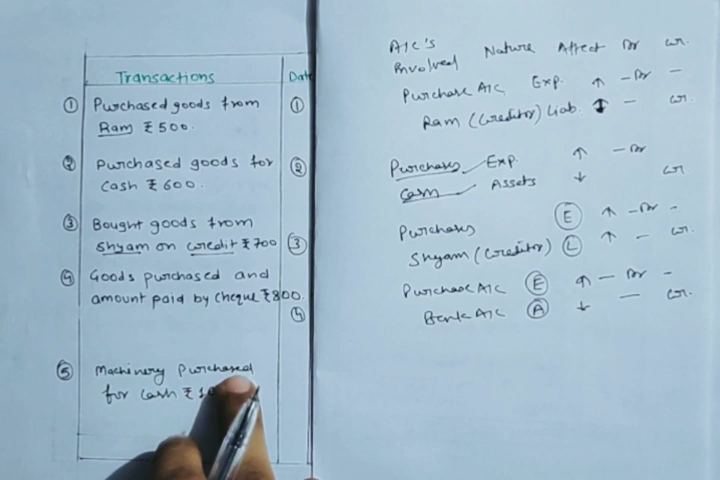 Transactions
Date
① Purchased goods from
Ram ₹500.
①
② Purchased goods for
cash ₹600.
②
③ Bought goods from
Shyam on credit ₹700
③
④ Goods purchased and
amount paid by cheque ₹800.
④
⑤ Machinery purchased
for cash ₹
A/C's
Involved Nature Affect Dr Cr.
Purchase A/C Exp. ↑ - Dr -
Ram (Creditor) Liab. ↑ - Cr.
Purchases Exp. ↑ - Dr
Cash Assets ↓ Cr
Purchases Ⓔ ↑ - Dr -
Shyam (Creditor) Ⓛ ↑ - Cr.
Purchase A/C Ⓔ ↑ - Dr -
Bank A/C Ⓐ ↓ - Cr.